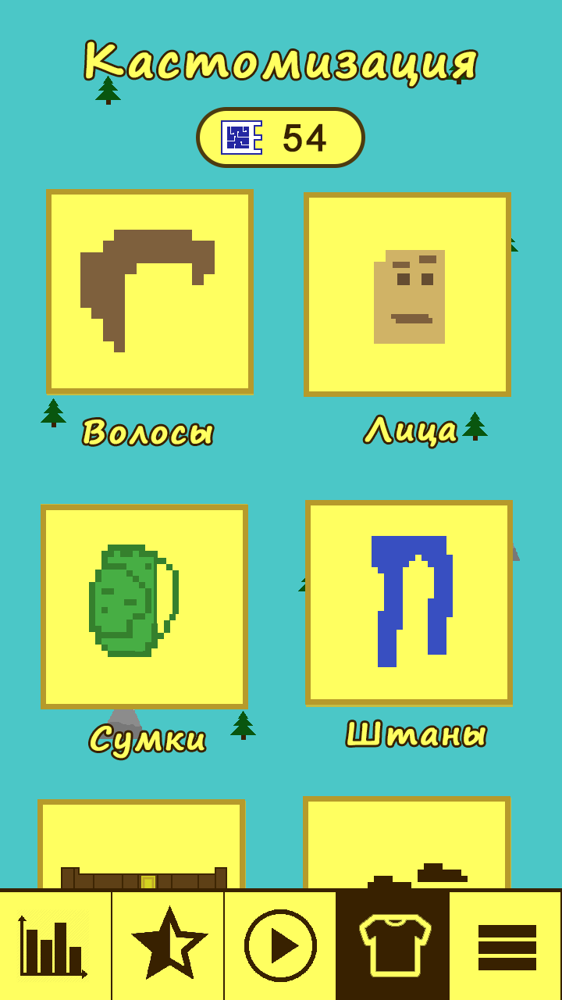 Кастомизация
54
Волосы
Лица
Сумки
Штаны